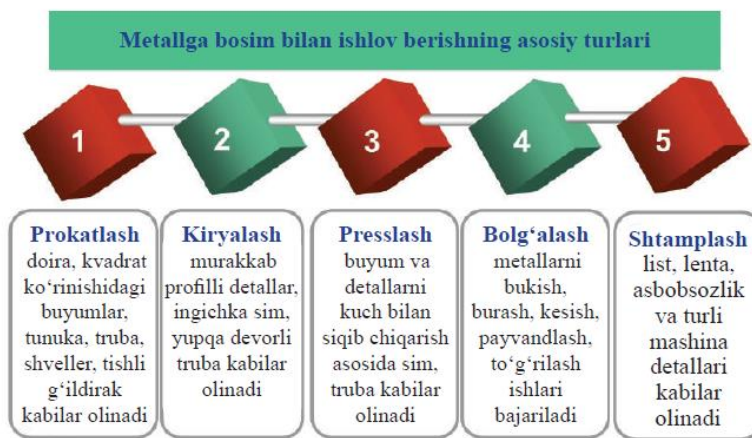 Metallga bosim bilan ishlov berishning asosiy turlari
1
2
3
4
5
Prokatlash
doira, kvadrat
ko‘rinishidagi
buyumlar,
tunuka, truba,
shveller, tishli
g‘ildirak
kabilar olinadi
Kiryalash
murakkab
profilli detallar,
ingichka sim,
yupqa devorli
truba kabilar
olinadi
Presslash
buyum va
detallarni
kuch bilan
siqib chiqarish
asosida sim,
truba kabilar
olinadi
Bolg‘alash
metallarni
bukish,
burash, kesish,
payvandlash,
to‘g‘rilash
ishlari
bajariladi
Shtamplash
list, lenta,
asbobsozlik
va turli
mashina
detallari
kabilar
olinadi